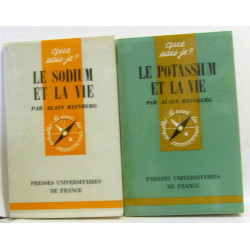 que
sais-je?
LE SODIUM
ET LA VIE
PAR ALAIN REINBERG
PRESSES UNIVERSITAIRES
DE FRANCE
que
sais-je?
LE POTASSIUM
ET LA VIE
PAR ALAIN REINBERG
PRESSES UNIVERSITAIRES
DE FRANCE